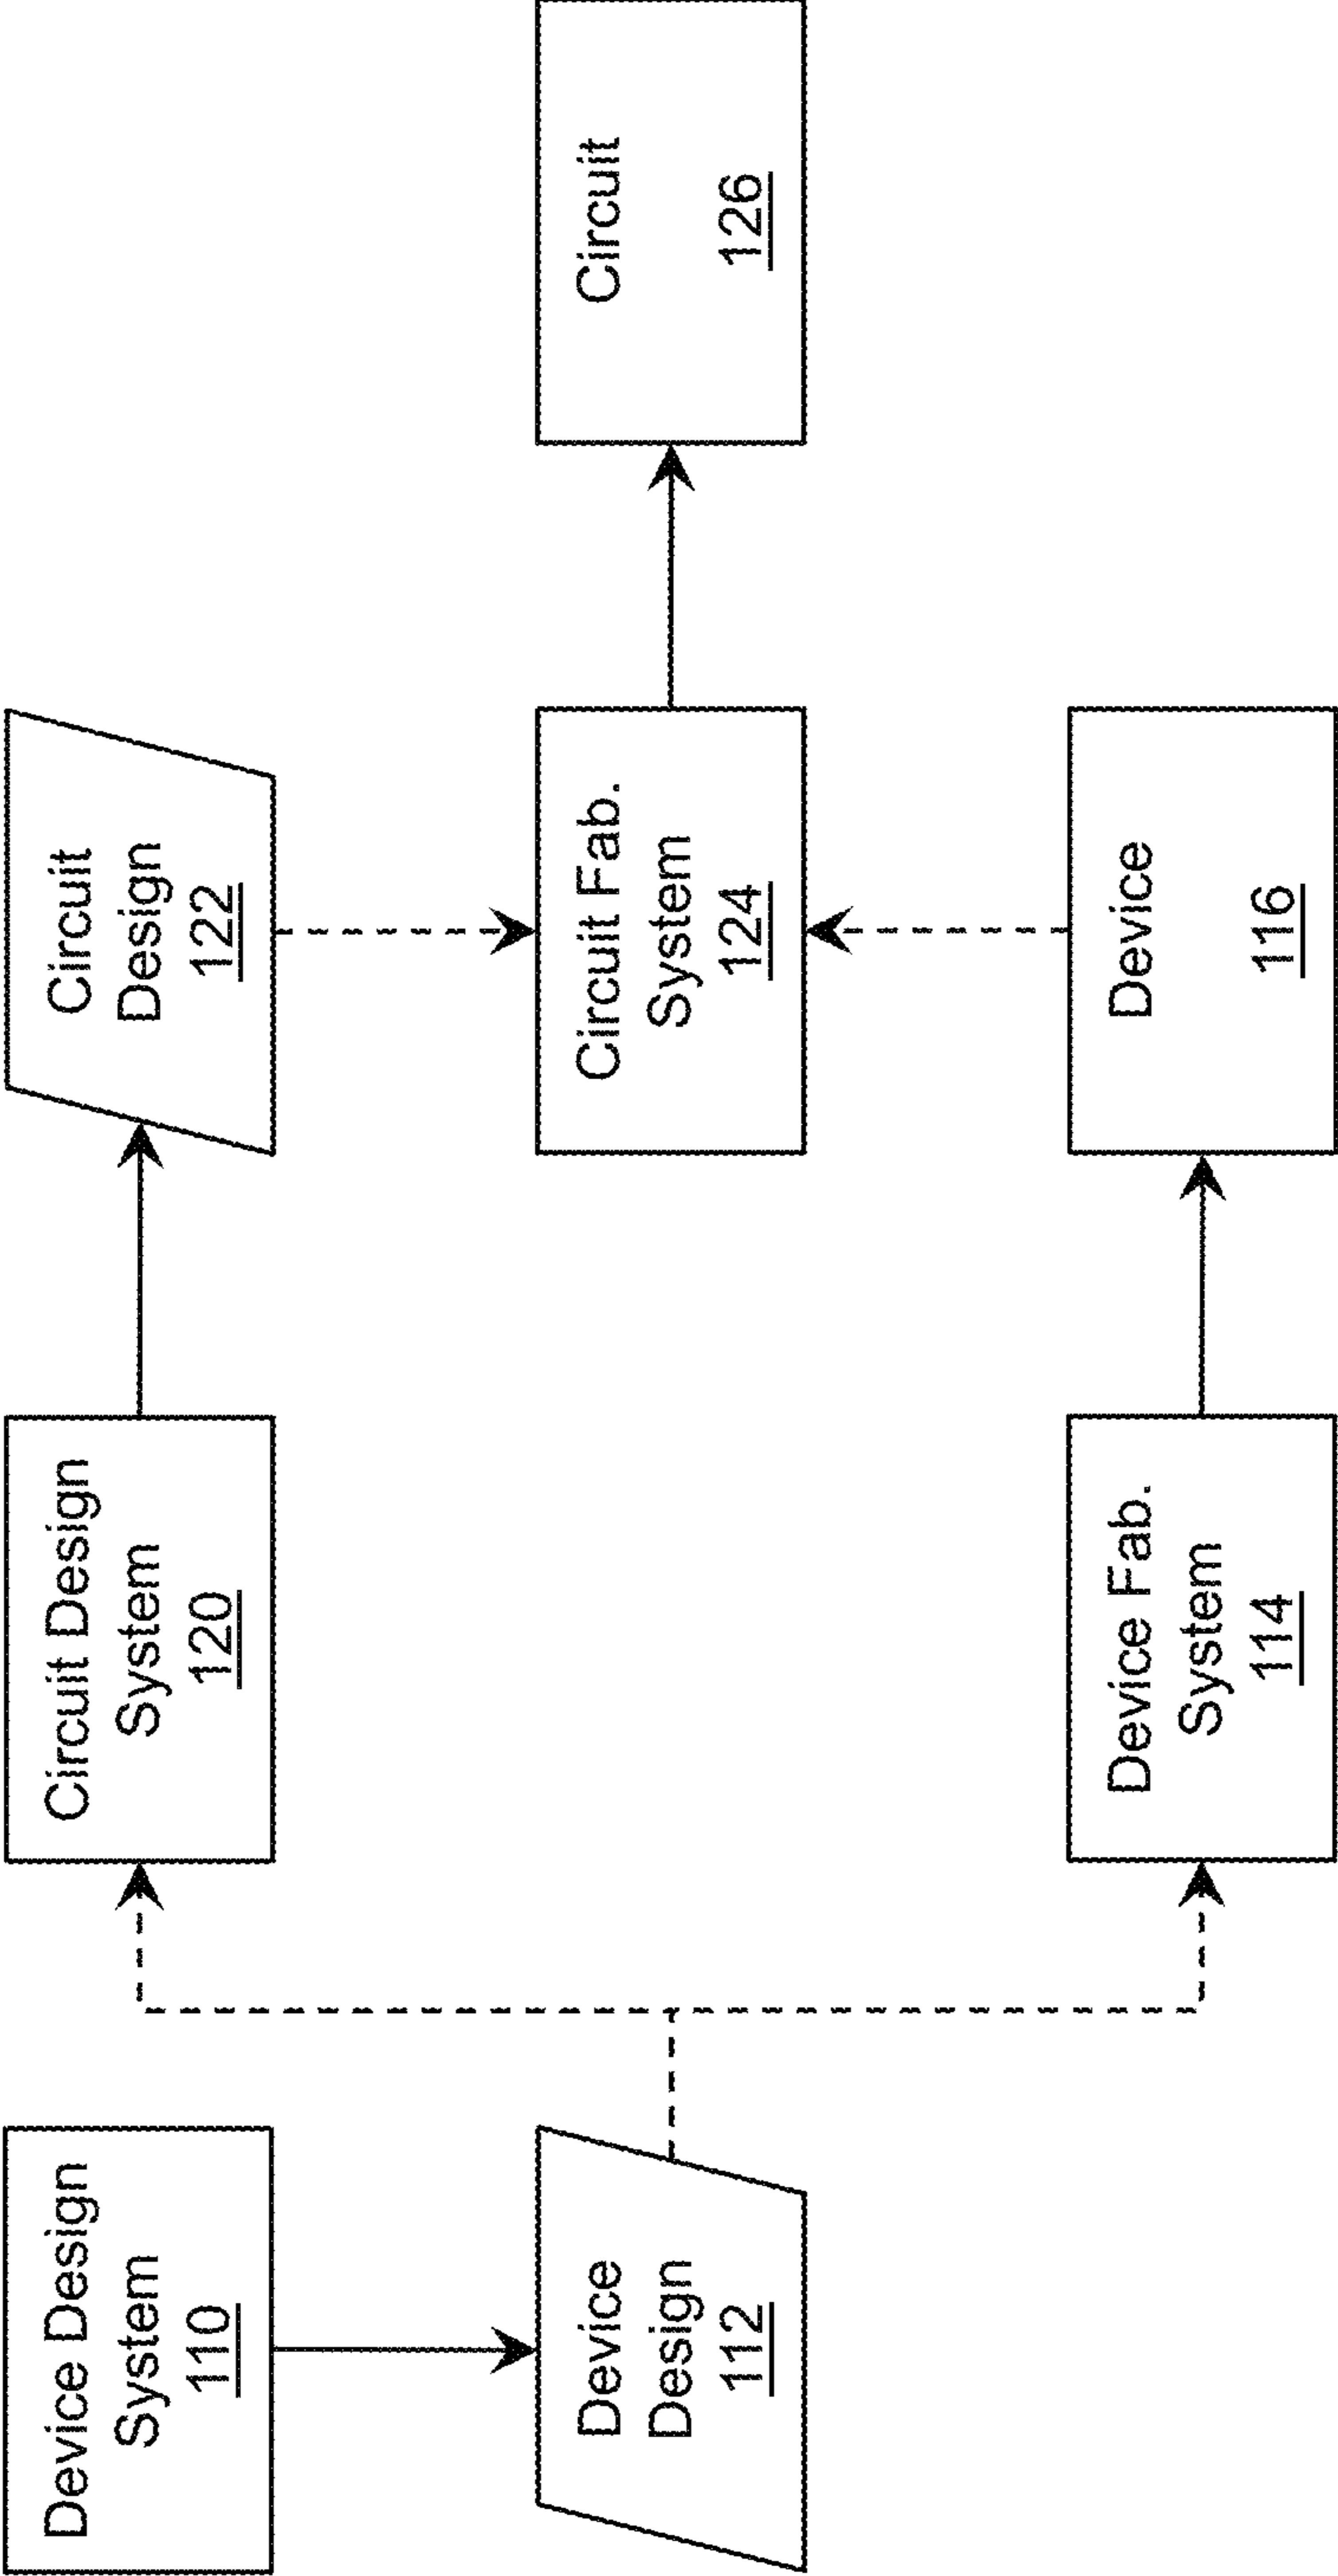 Device Design
System
110
Device
Design
112
Circuit Design
System
120
Device Fab.
System
114
Circuit
Design
122
Circuit Fab.
System
124
Device
116
Circuit
126